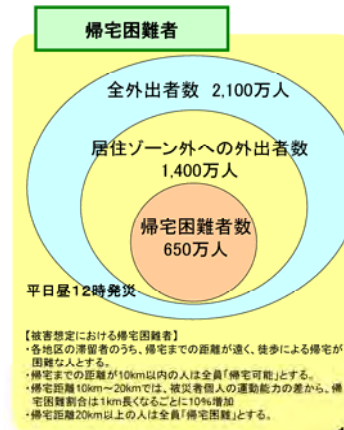 帰宅困難者
全外出者数 2,100万人
居住ゾーン外への外出者数
1,400万人
帰宅困難者数
650万人
平日昼12時発災
【被害想定における帰宅困難者】
・各地区の滞留者のうち、帰宅までの距離が遠く、徒歩による帰宅が
困難な人とする。
・帰宅までの距離が10km以内の人は全員「帰宅可能」とする。
・帰宅距離10km～20kmでは、被災者個人の運動能力の差から、帰
宅困難割合は1km長くなるごとに10%増加
・帰宅距離20km以上の人は全員「帰宅困難」とする。